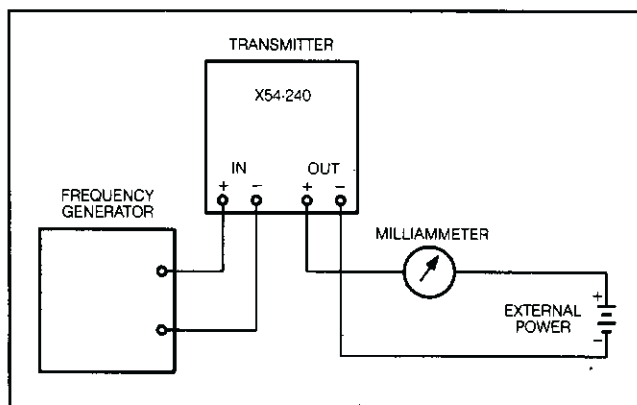 TRANSMITTER
X54-240
IN OUT
+ - + -
FREQUENCY
GENERATOR
MILLIAMMETER
+
EXTERNAL
POWER
-